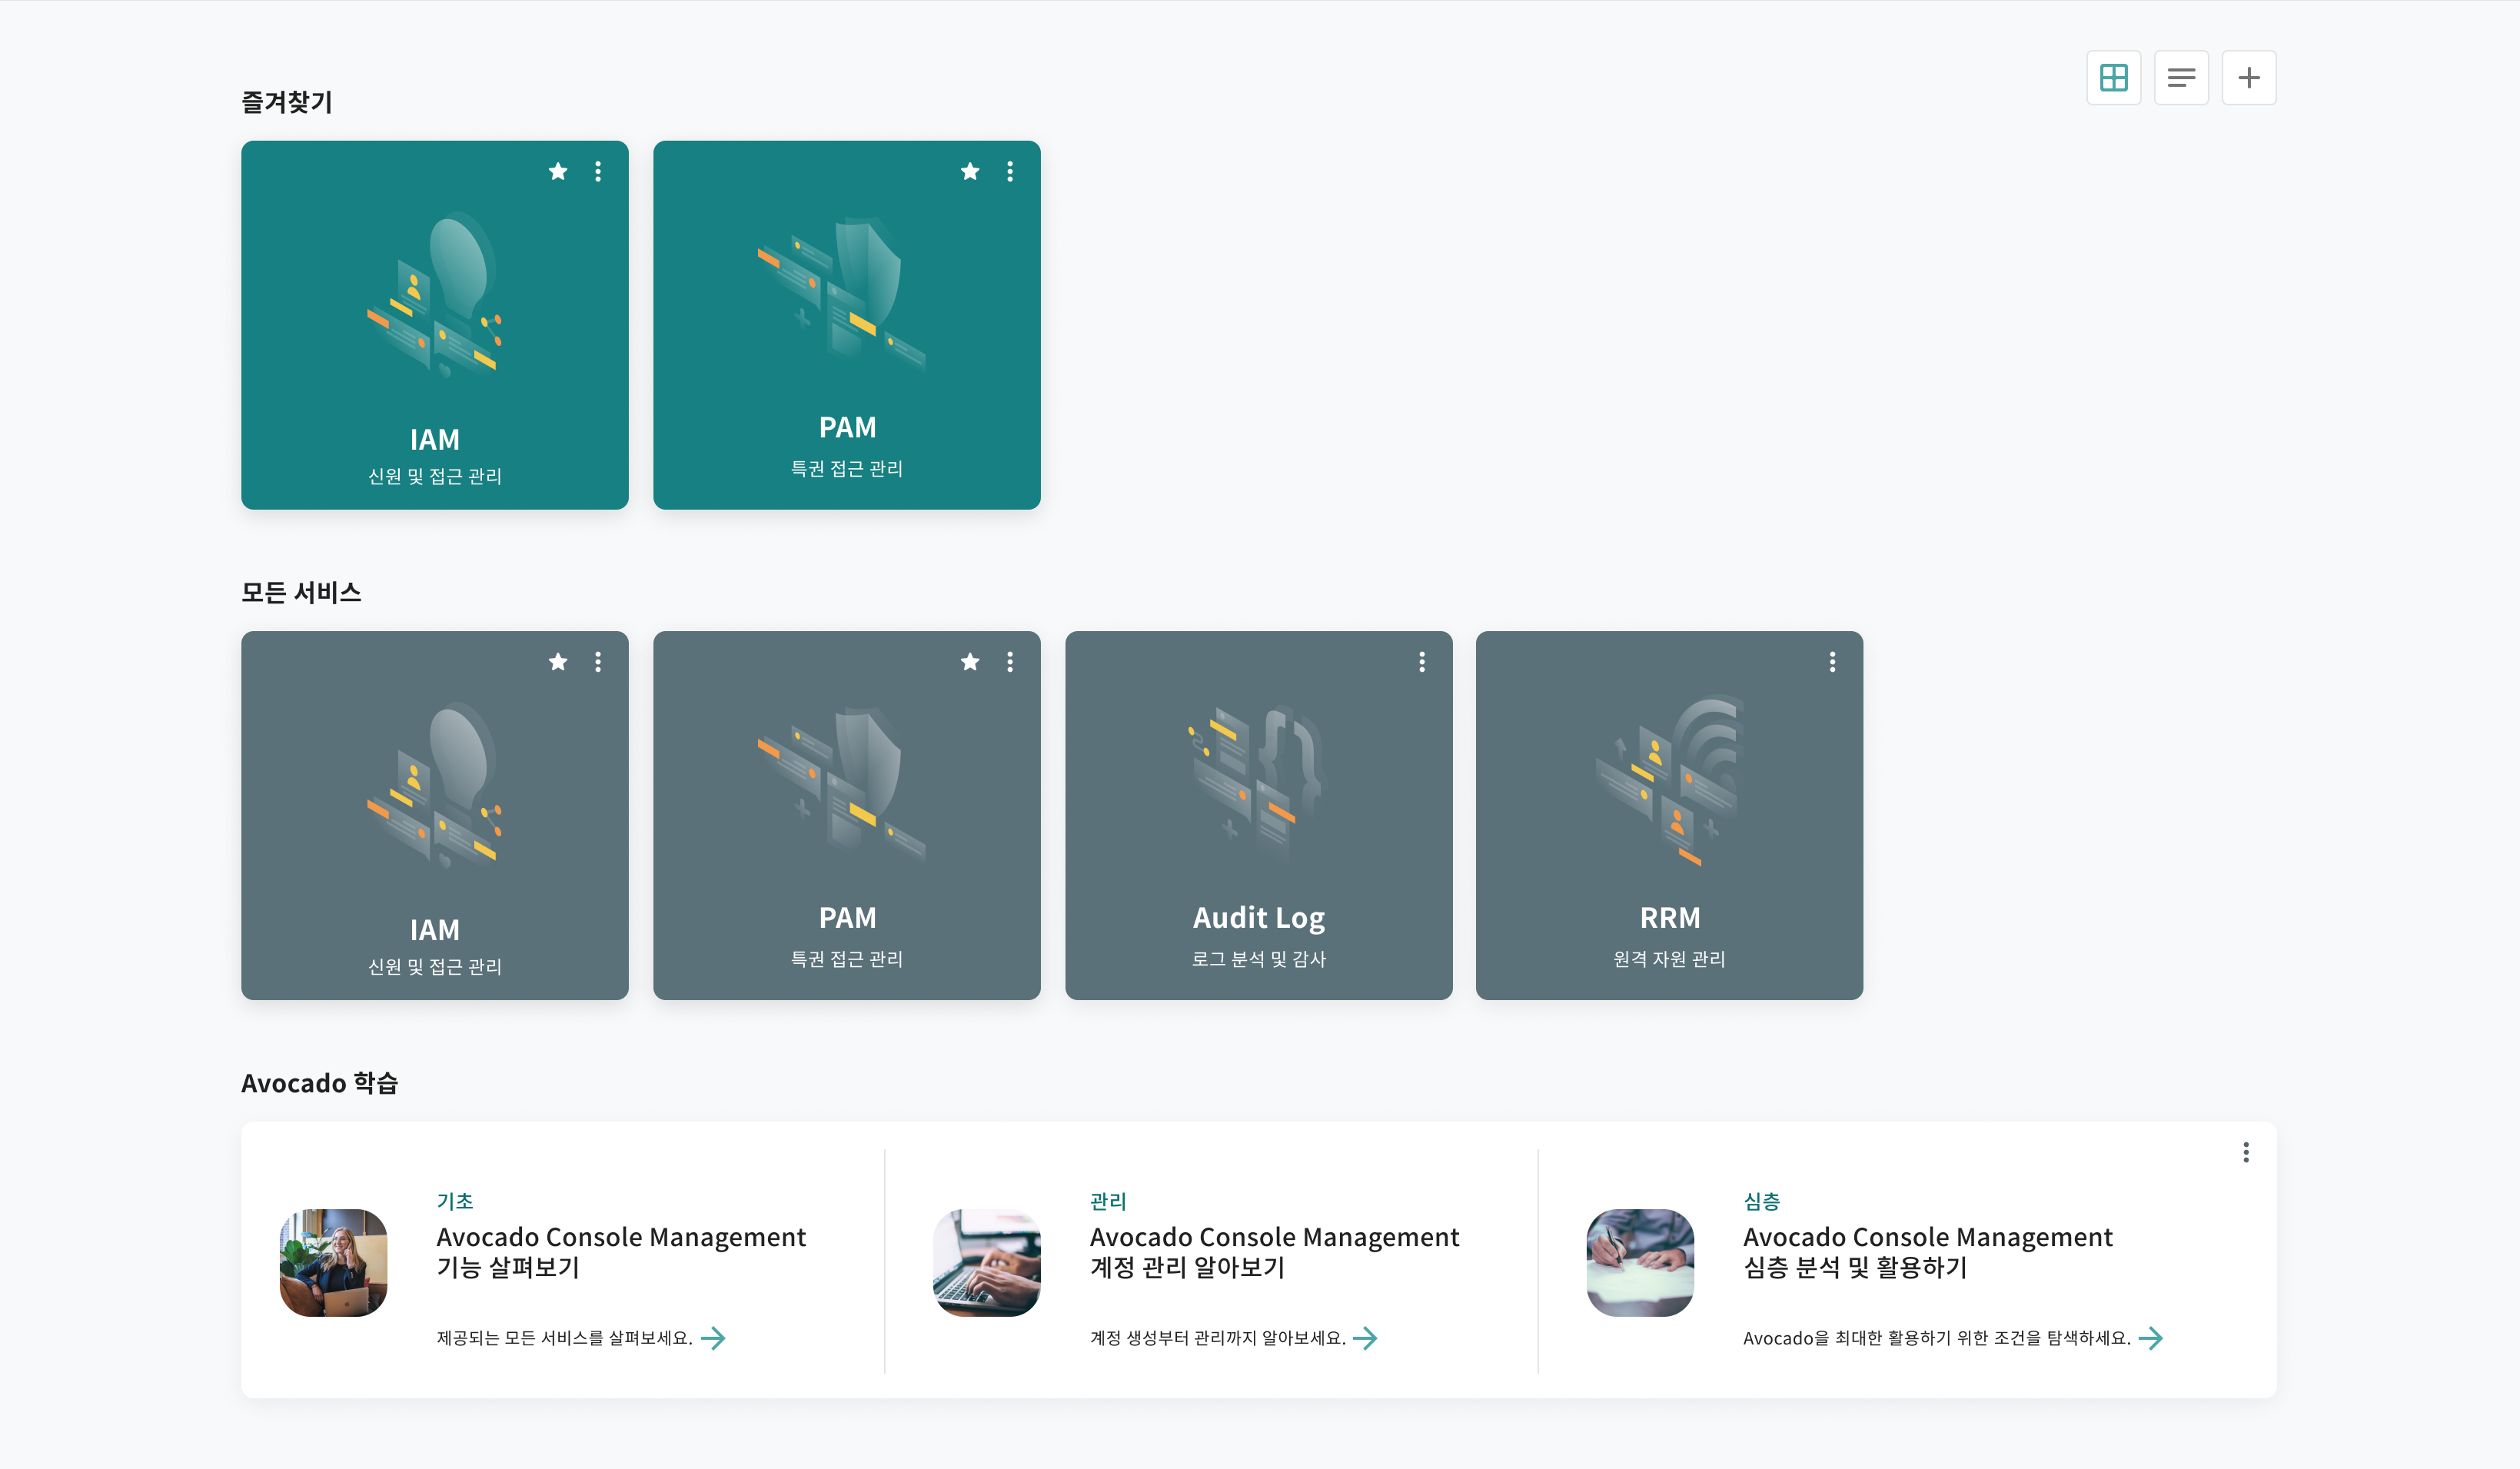 즐겨찾기
IAM
신원 및 접근 관리
PAM
특권 접근 관리
모든 서비스
IAM
신원 및 접근 관리
PAM
특권 접근 관리
Audit Log
로그 분석 및 감사
RRM
원격 자원 관리
Avocado 학습
기초
Avocado Console Management
기능 살펴보기
제공되는 모든 서비스를 살펴보세요.
관리
Avocado Console Management
계정 관리 알아보기
계정 생성부터 관리까지 알아보세요.
심층
Avocado Console Management
심층 분석 및 활용하기
Avocado을 최대한 활용하기 위한 조건을 탐색하세요.